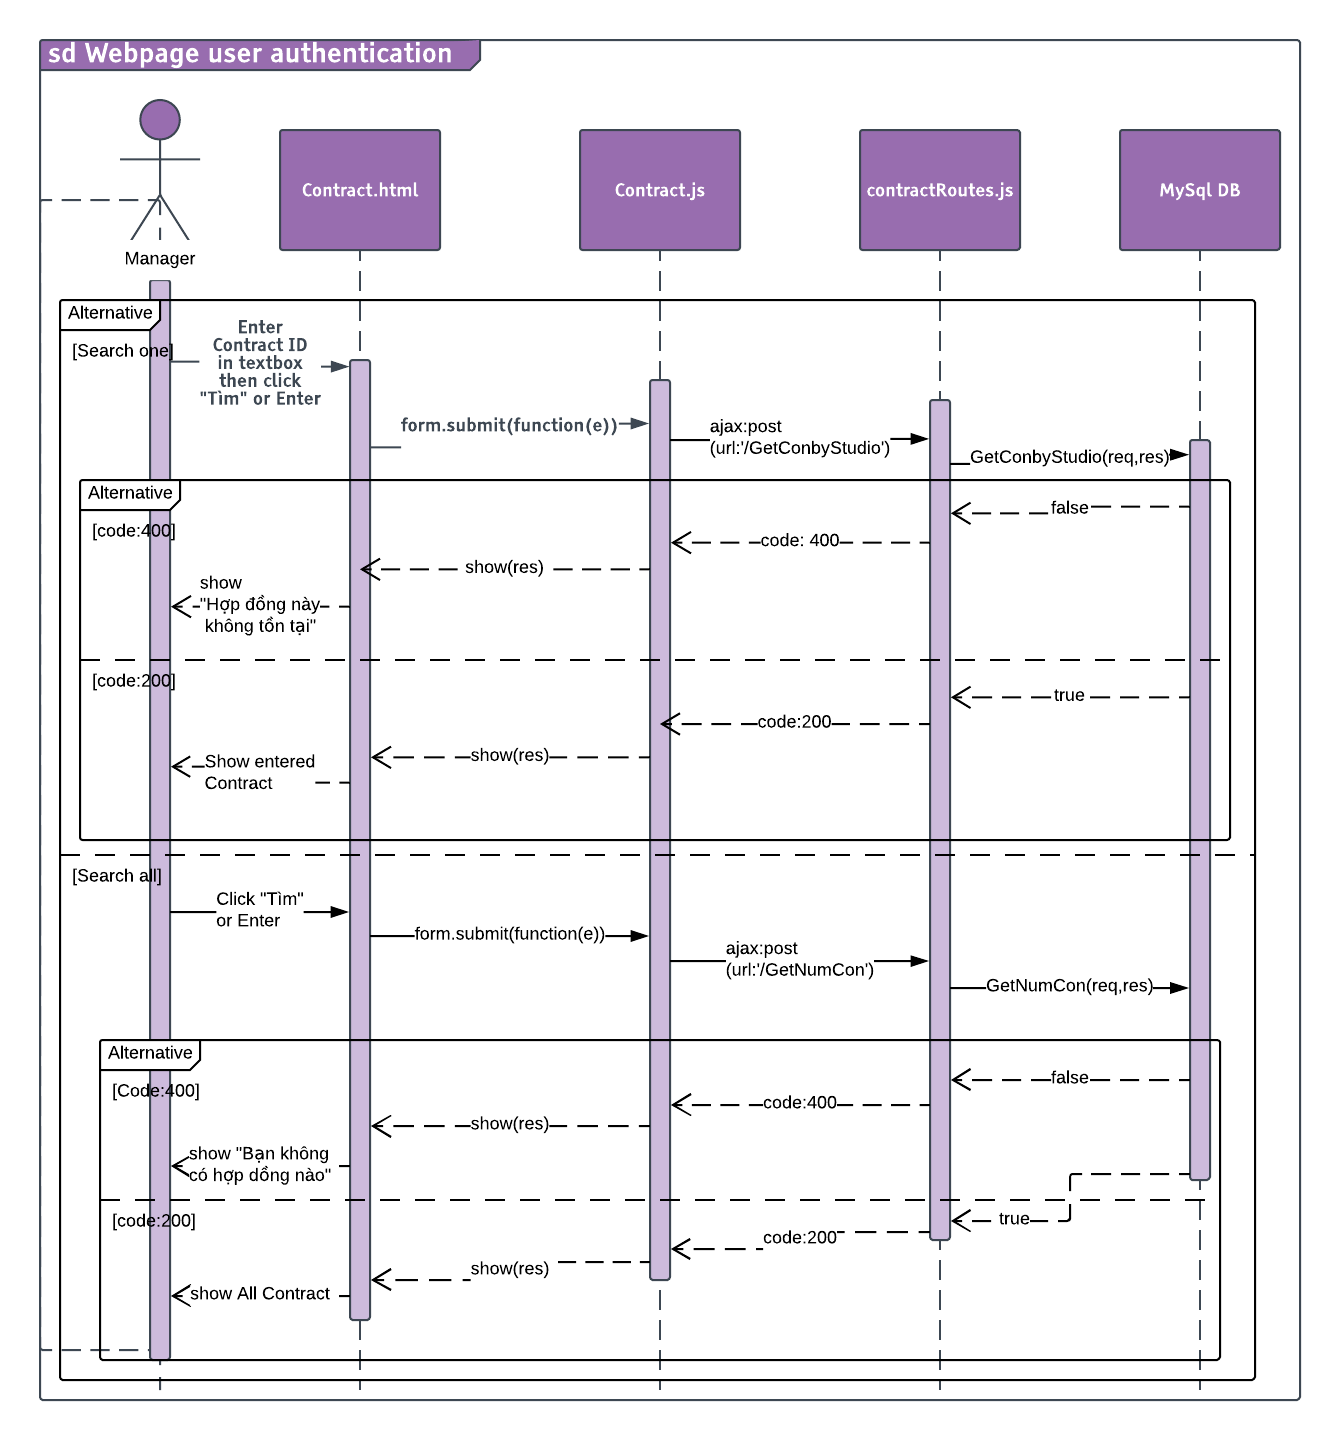 sd Webpage user authentication
Contract.html
Contract.js
contractRoutes.js
MySql DB
Manager
Alternative
[Search one]
Enter
Contract ID
in textbox
then click
"Tìm" or Enter
form.submit(function(e))
ajax:post
(url:'/GetConbyStudio')
GetConbyStudio(req,res)
Alternative
[code:400]
false
code: 400
show(res)
show
"Hợp đồng này
không tồn tại"
[code:200]
true
code:200
show(res)
Show entered
Contract
[Search all]
Click "Tìm"
or Enter
form.submit(function(e))
ajax:post
(url:'/GetNumCon')
GetNumCon(req,res)
Alternative
[Code:400]
false
code:400
show(res)
show "Bạn không
có hợp dồng nào"
[code:200]
true
code:200
show(res)
show All Contract